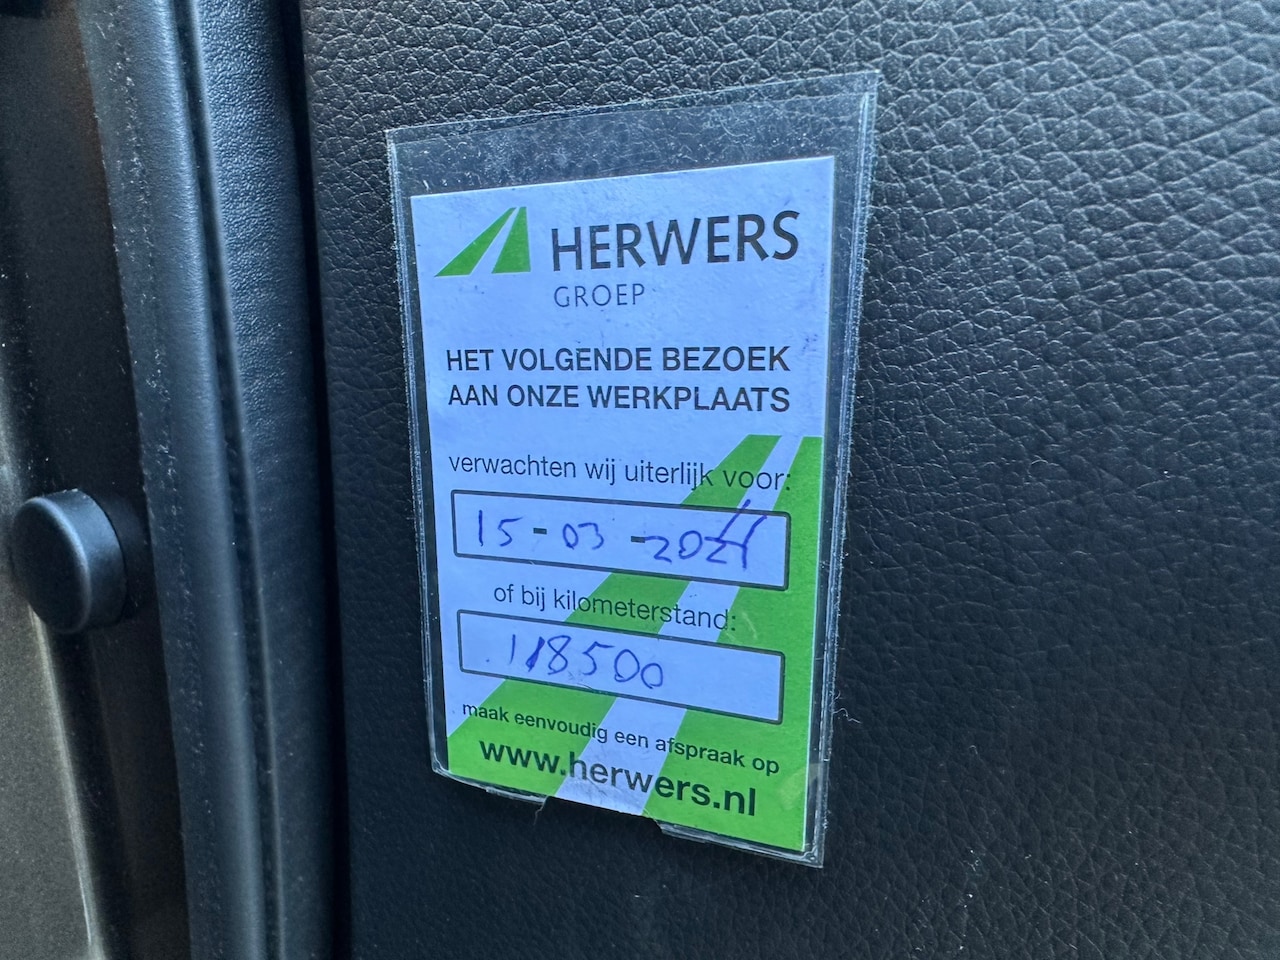 HERWERS
GROEP
HET VOLGENDE BEZOEK
AAN ONZE WERKPLAATS
verwachten wij uiterlijk voor:
15-03-2024
of bij kilometerstand:
118500
maak eenvoudig een afspraak op
www.herwers.nl